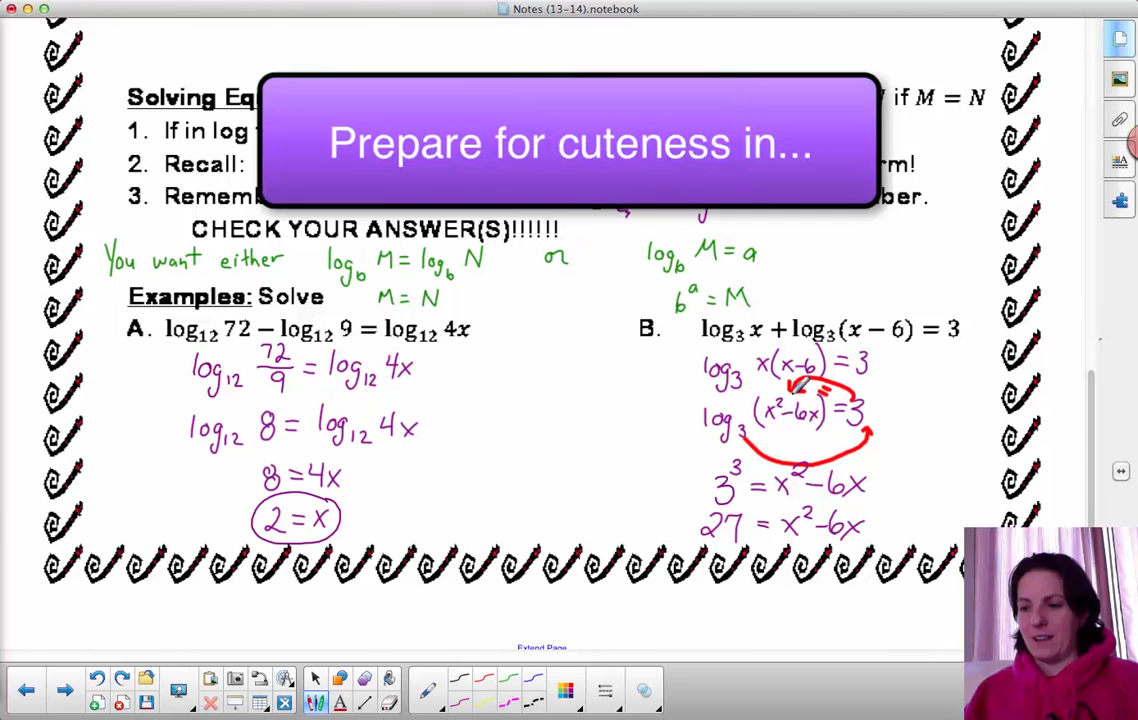 Notes (13-14).notebook
Solving Eq
if M = N
Prepare for cuteness in...
1. If in log
2. Recall:
rm!
3. Rememb
ber.
CHECK YOUR ANSWER(S)!!!!!!
You want either log_b M = log_b N or log_b M = a
M = N
b^a = M
Examples: Solve
A. log₁₂ 72 − log₁₂ 9 = log₁₂ 4x
log₁₂ 72/9 = log₁₂ 4x
log₁₂ 8 = log₁₂ 4x
8 = 4x
2 = x
B. log₃ x + log₃(x − 6) = 3
log₃ x(x-6) = 3
=
log₃ (x²-6x) = 3
3³ = x² - 6x
27 = x² - 6x
Extend Page